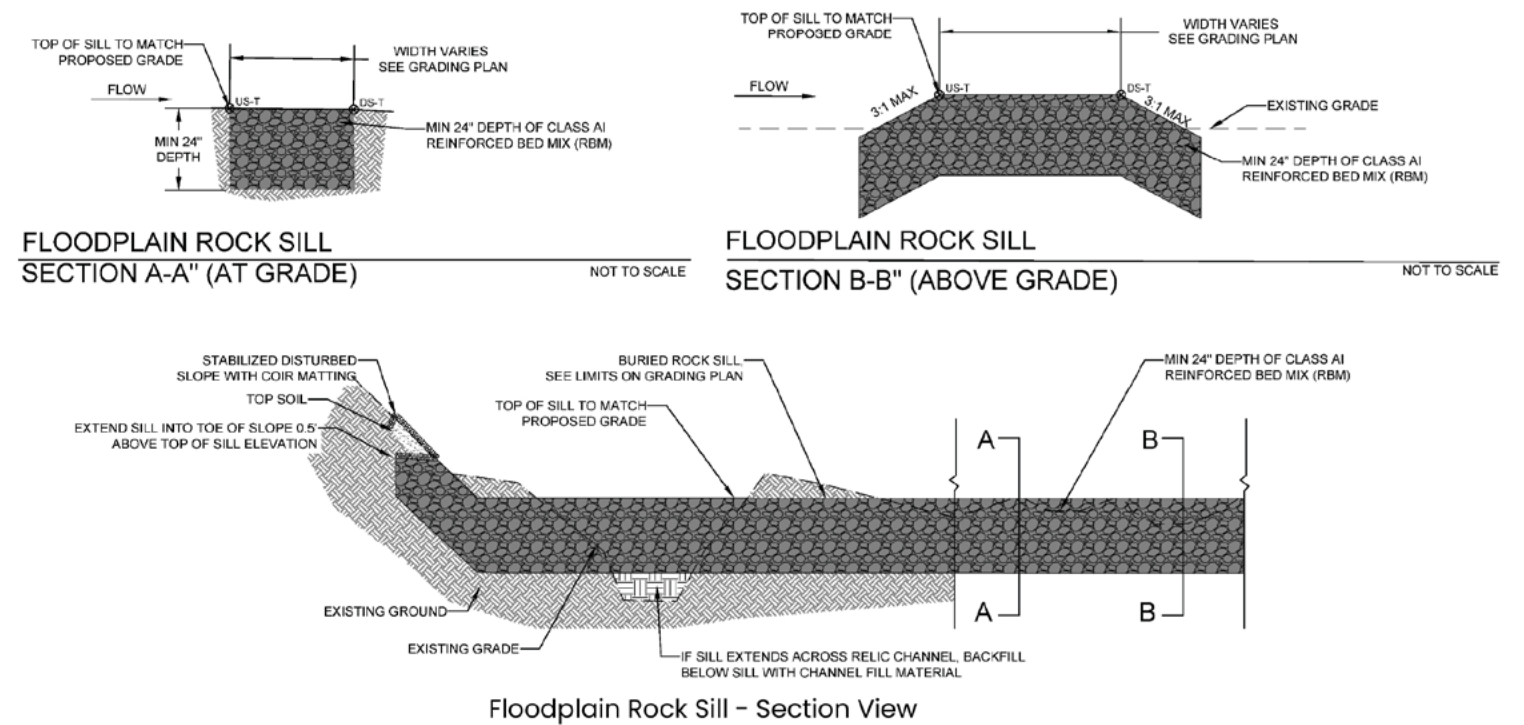 TOP OF SILL TO MATCH
PROPOSED GRADE
WIDTH VARIES
SEE GRADING PLAN
FLOW
US-T
DS-T
MIN 24"
DEPTH
MIN 24" DEPTH OF CLASS AI
REINFORCED BED MIX (RBM)
FLOODPLAIN ROCK SILL
SECTION A-A" (AT GRADE)
NOT TO SCALE
TOP OF SILL TO MATCH
PROPOSED GRADE
WIDTH VARIES
SEE GRADING PLAN
FLOW
US-T
DS-T
3:1 MAX
3:1 MAX
EXISTING GRADE
MIN 24" DEPTH OF CLASS AI
REINFORCED BED MIX (RBM)
FLOODPLAIN ROCK SILL
SECTION B-B" (ABOVE GRADE)
NOT TO SCALE
STABILIZED DISTURBED
SLOPE WITH COIR MATTING
TOP SOIL
EXTEND SILL INTO TOE OF SLOPE 0.5'
ABOVE TOP OF SILL ELEVATION
BURIED ROCK SILL,
SEE LIMITS ON GRADING PLAN
TOP OF SILL TO MATCH
PROPOSED GRADE
MIN 24" DEPTH OF CLASS AI
REINFORCED BED MIX (RBM)
A
B
A
B
EXISTING GROUND
EXISTING GRADE
IF SILL EXTENDS ACROSS RELIC CHANNEL, BACKFILL
BELOW SILL WITH CHANNEL FILL MATERIAL
Floodplain Rock Sill - Section View